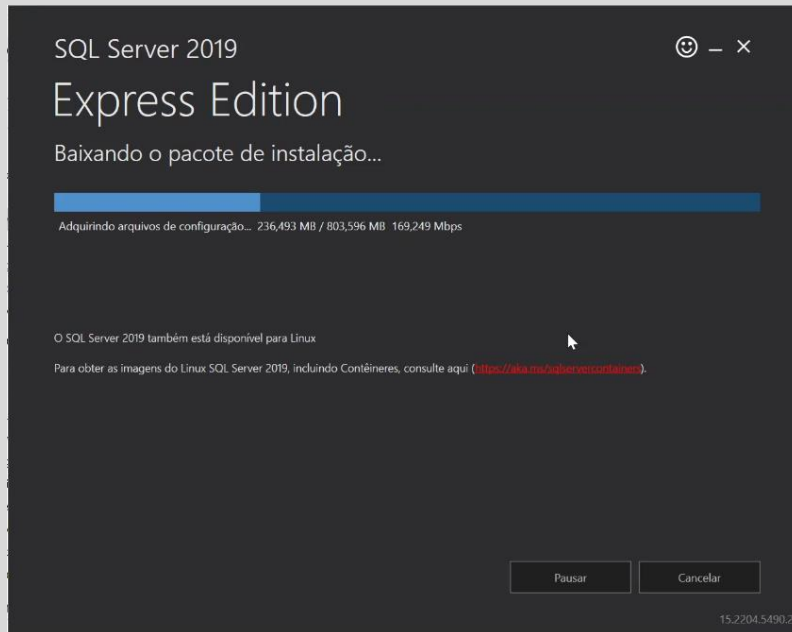 SQL Server 2019
Express Edition
Baixando o pacote de instalação...
Adquirindo arquivos de configuração... 236,493 MB / 803,596 MB 169,249 Mbps
O SQL Server 2019 também está disponível para Linux
Para obter as imagens do Linux SQL Server 2019, incluindo Contêineres, consulte aqui (https://aka.ms/sqlservercontainers).
Pausar Cancelar
15.2204.5490.2